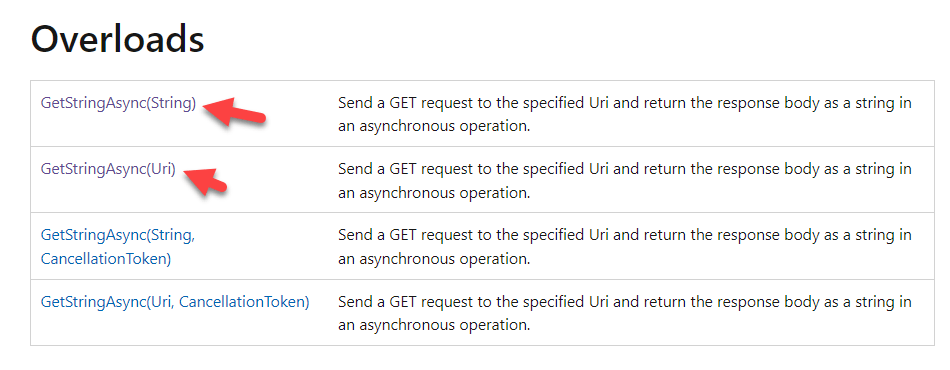 Overloads
GetStringAsync(String)
Send a GET request to the specified Uri and return the response body as a string in
an asynchronous operation.
GetStringAsync(Uri)
Send a GET request to the specified Uri and return the response body as a string in
an asynchronous operation.
GetStringAsync(String,
CancellationToken)
Send a GET request to the specified Uri and return the response body as a string in
an asynchronous operation.
GetStringAsync(Uri, CancellationToken)
Send a GET request to the specified Uri and return the response body as a string in
an asynchronous operation.